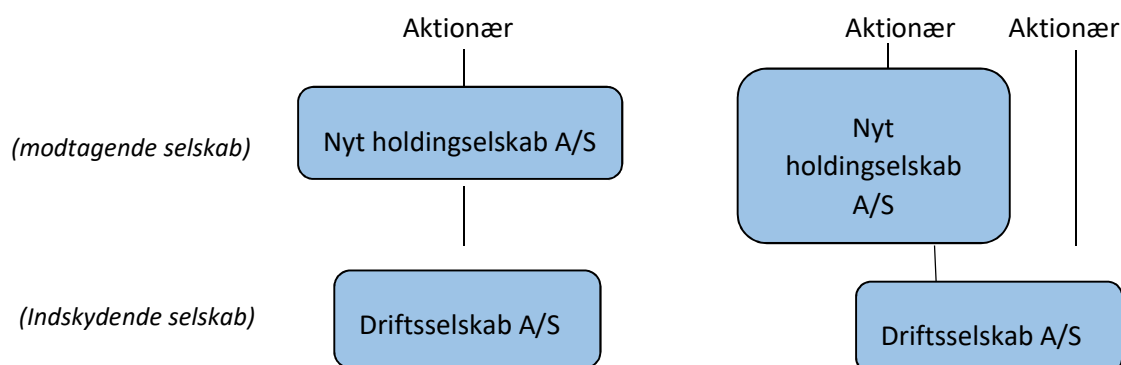 Aktionær
Aktionær
Aktionær
(modtagende selskab)
Nyt holdingselskab A/S
Nyt
holdingselskab
A/S
(Indskydende selskab)
Driftsselskab A/S
Driftsselskab A/S